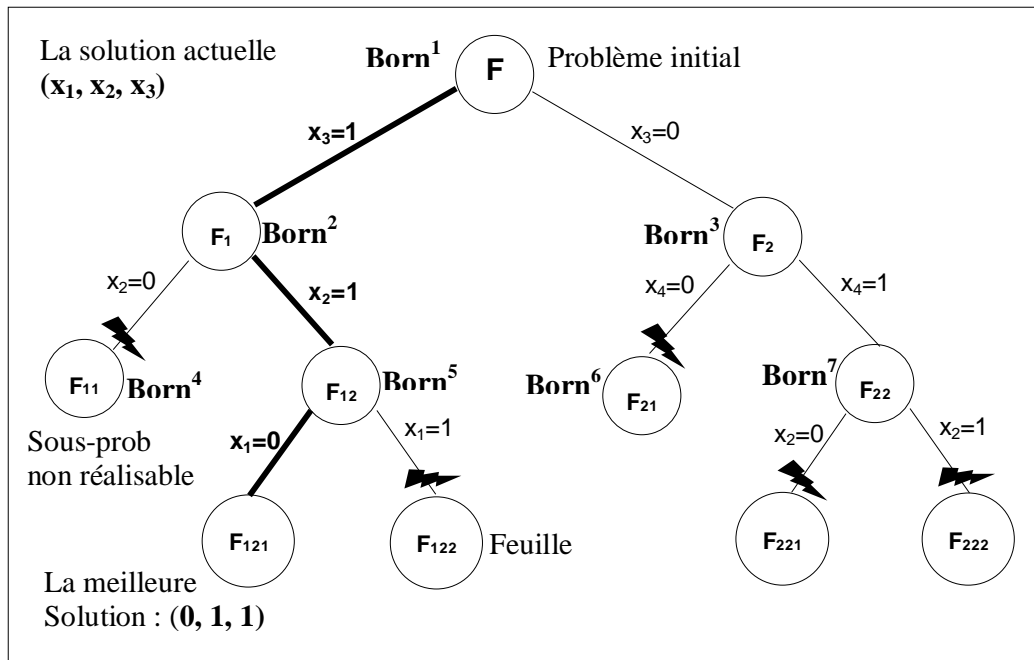 La solution actuelle
(x₁, x₂, x₃)
Born¹
F
Problème initial
x₃=1
x₃=0
F₁
Born²
Born³
F₂
x₂=0
x₂=1
x₄=0
x₄=1
F₁₁
Born⁴
F₁₂
Born⁵
Born⁶
F₂₁
Born⁷
F₂₂
Sous-prob
non réalisable
x₁=0
x₁=1
x₂=0
x₂=1
F₁₂₁
F₁₂₂
Feuille
F₂₂₁
F₂₂₂
La meilleure
Solution : (0, 1, 1)